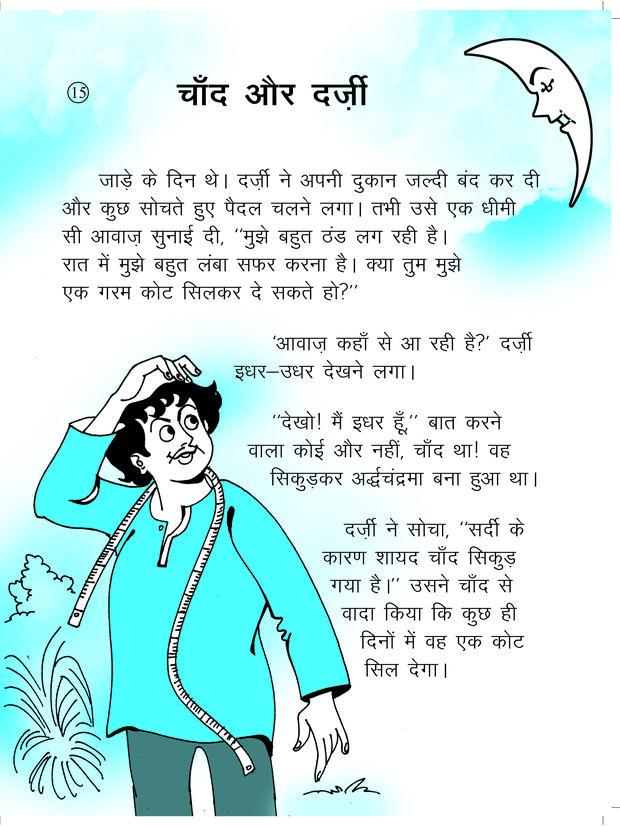 15
चाँद और दर्ज़ी
जाड़े के दिन थे। दर्ज़ी ने अपनी दुकान जल्दी बंद कर दी
और कुछ सोचते हुए पैदल चलने लगा। तभी उसे एक धीमी
सी आवाज़ सुनाई दी, ''मुझे बहुत ठंड लग रही है।
रात में मुझे बहुत लंबा सफर करना है। क्या तुम मुझे
एक गरम कोट सिलकर दे सकते हो?''
'आवाज़ कहाँ से आ रही है?' दर्ज़ी
इधर–उधर देखने लगा।
''देखो! मैं इधर हूँ,'' बात करने
वाला कोई और नहीं, चाँद था! वह
सिकुड़कर अर्द्धचंद्रमा बना हुआ था।
दर्ज़ी ने सोचा, ''सर्दी के
कारण शायद चाँद सिकुड़
गया है।'' उसने चाँद से
वादा किया कि कुछ ही
दिनों में वह एक कोट
सिल देगा।